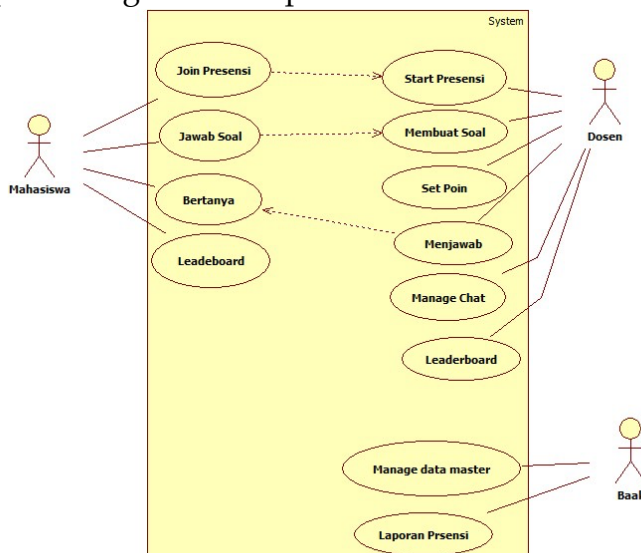 System
Join Presensi
Start Presensi
Jawab Soal
Membuat Soal
Mahasiswa
Dosen
Bertanya
Set Poin
Menjawab
Leadeboard
Manage Chat
Leaderboard
Manage data master
Baak
Laporan Prsensi